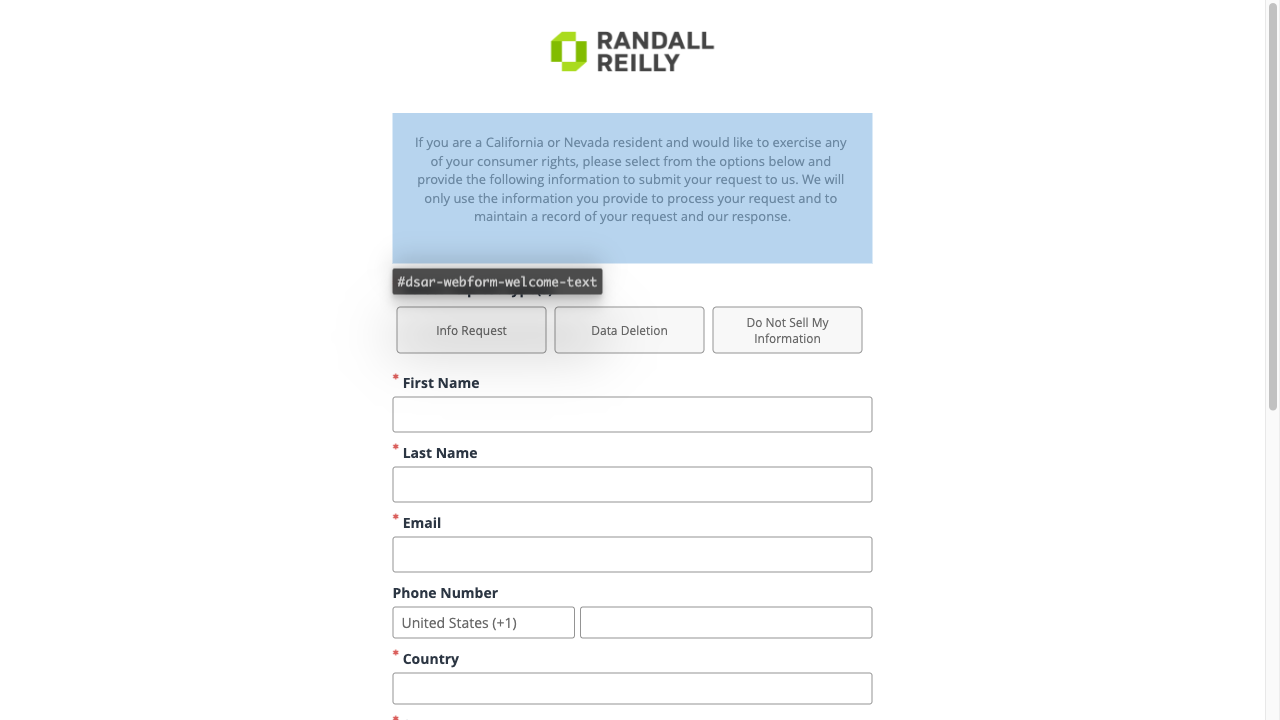 RANDALL
REILLY
If you are a California or Nevada resident and would like to exercise any
of your consumer rights, please select from the options below and
provide the following information to submit your request to us. We will
only use the information you provide to process your request and to
maintain a record of your request and our response.
#dsar-webform-welcome-text
Info Request
Data Deletion
Do Not Sell My
Information
* First Name
* Last Name
* Email
Phone Number
United States (+1)
* Country